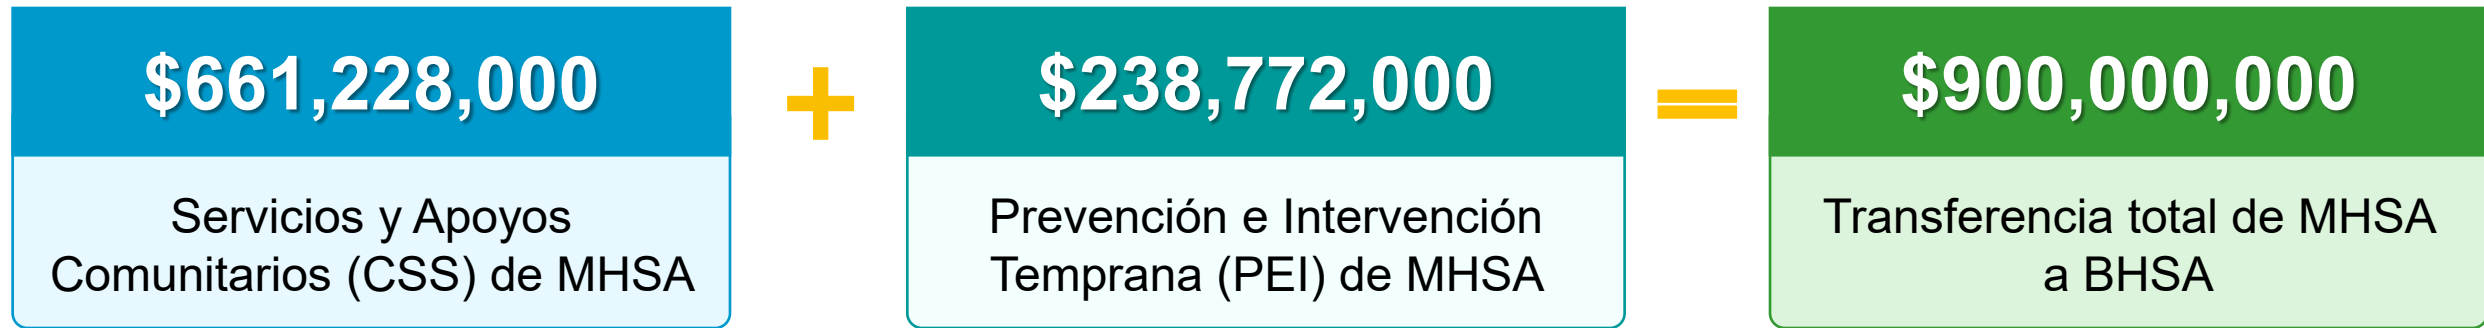 $661,228,000
Servicios y Apoyos
Comunitarios (CSS) de MHSA
+
$238,772,000
Prevención e Intervención
Temprana (PEI) de MHSA
=
$900,000,000
Transferencia total de MHSA
a BHSA